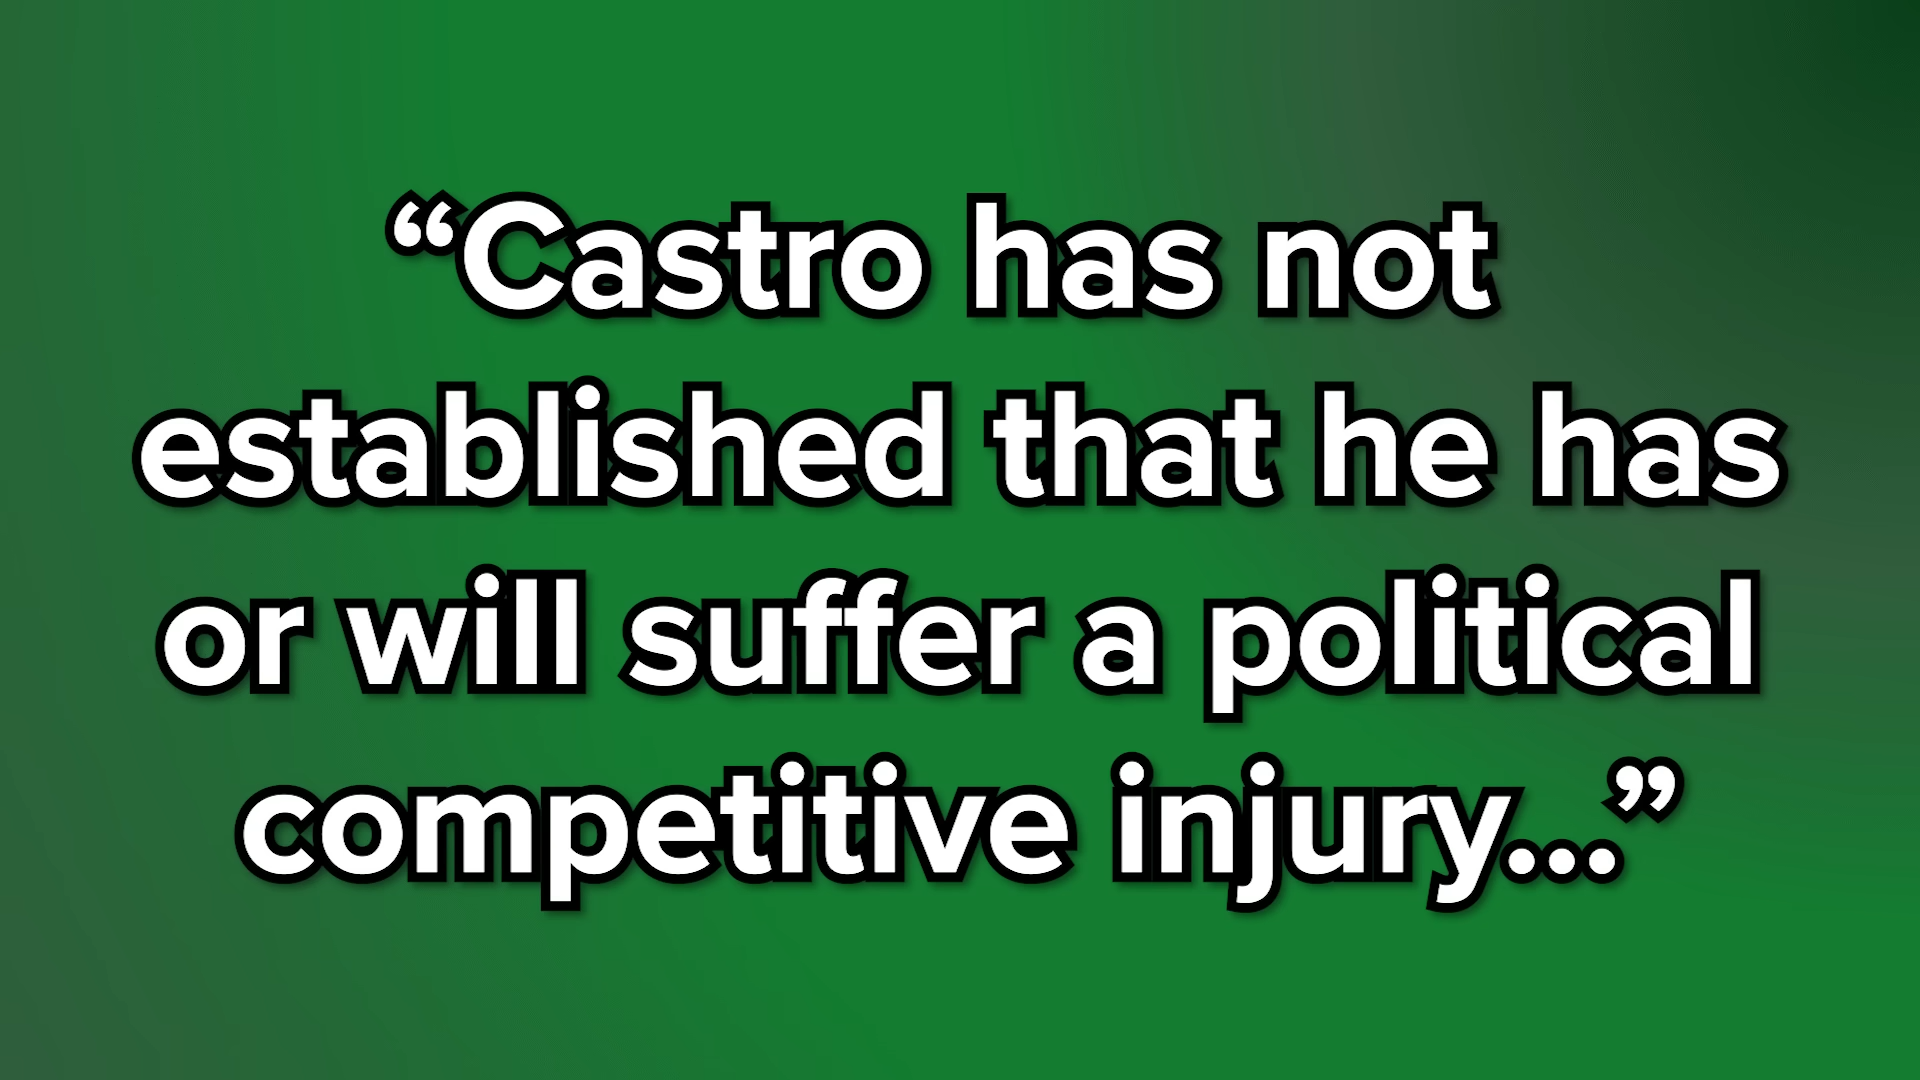 “Castro has not
established that he has
or will suffer a political
competitive injury...”